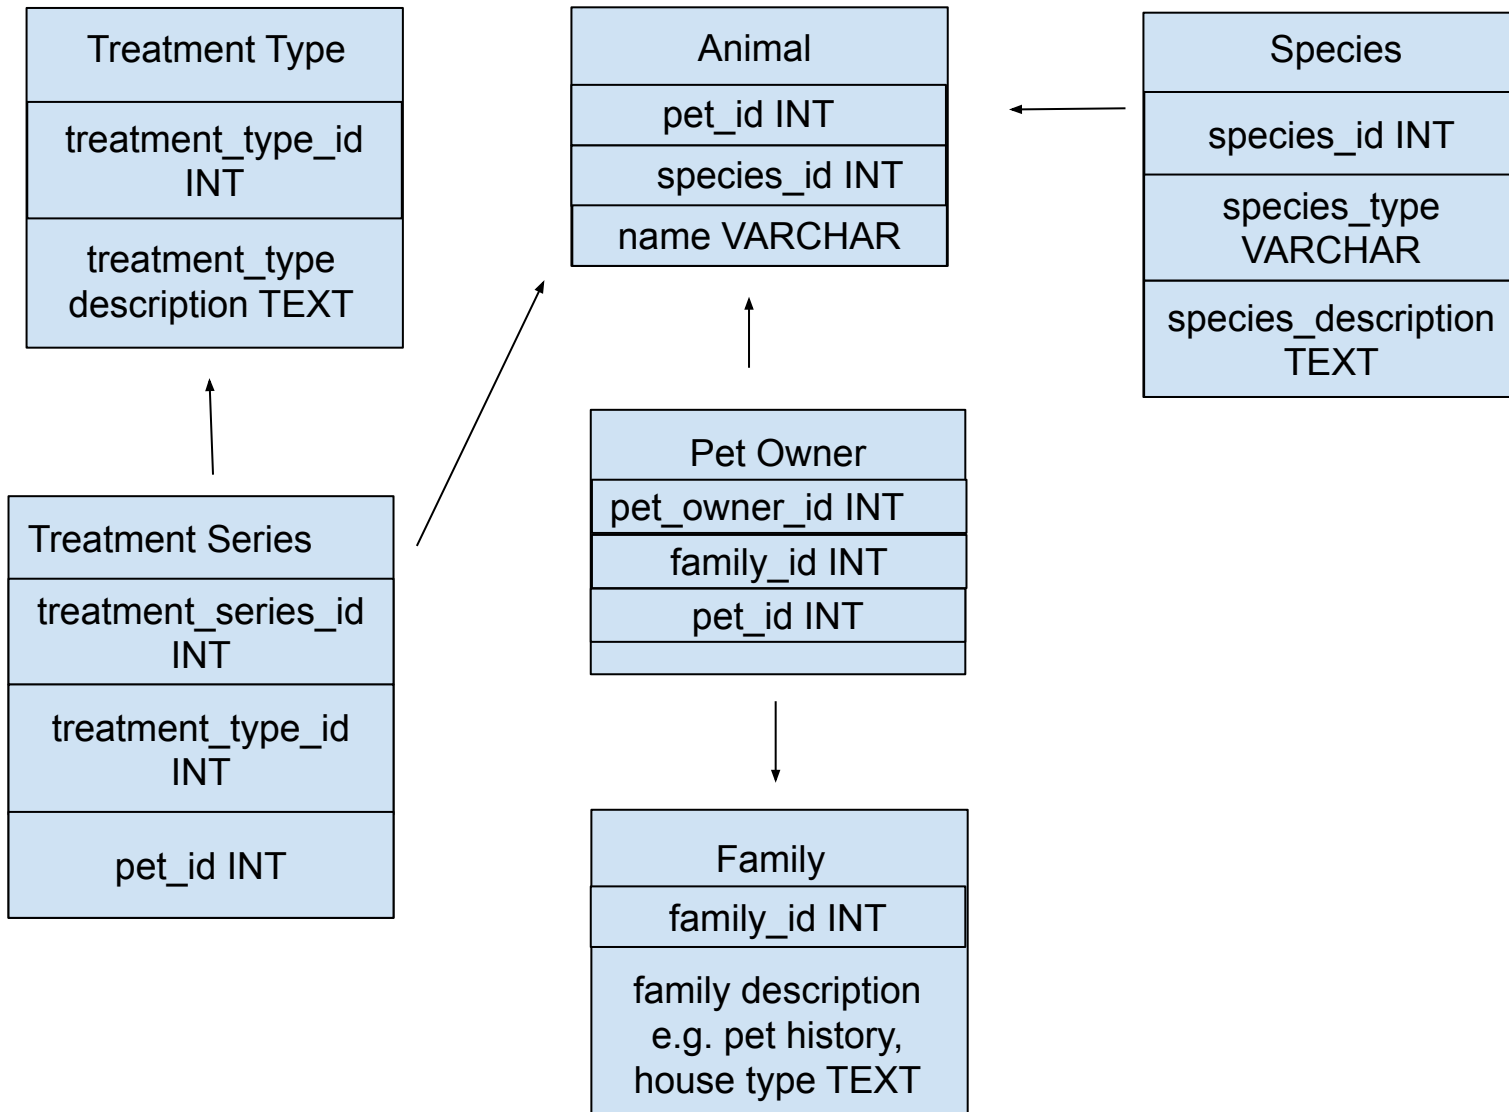 Treatment Type
treatment_type_id
INT
treatment_type
description TEXT
Animal
pet_id INT
species_id INT
name VARCHAR
Species
species_id INT
species_type
VARCHAR
species_description
TEXT
Treatment Series
treatment_series_id
INT
treatment_type_id
INT
pet_id INT
Pet Owner
pet_owner_id INT
family_id INT
pet_id INT
Family
family_id INT
family description
e.g. pet history,
house type TEXT